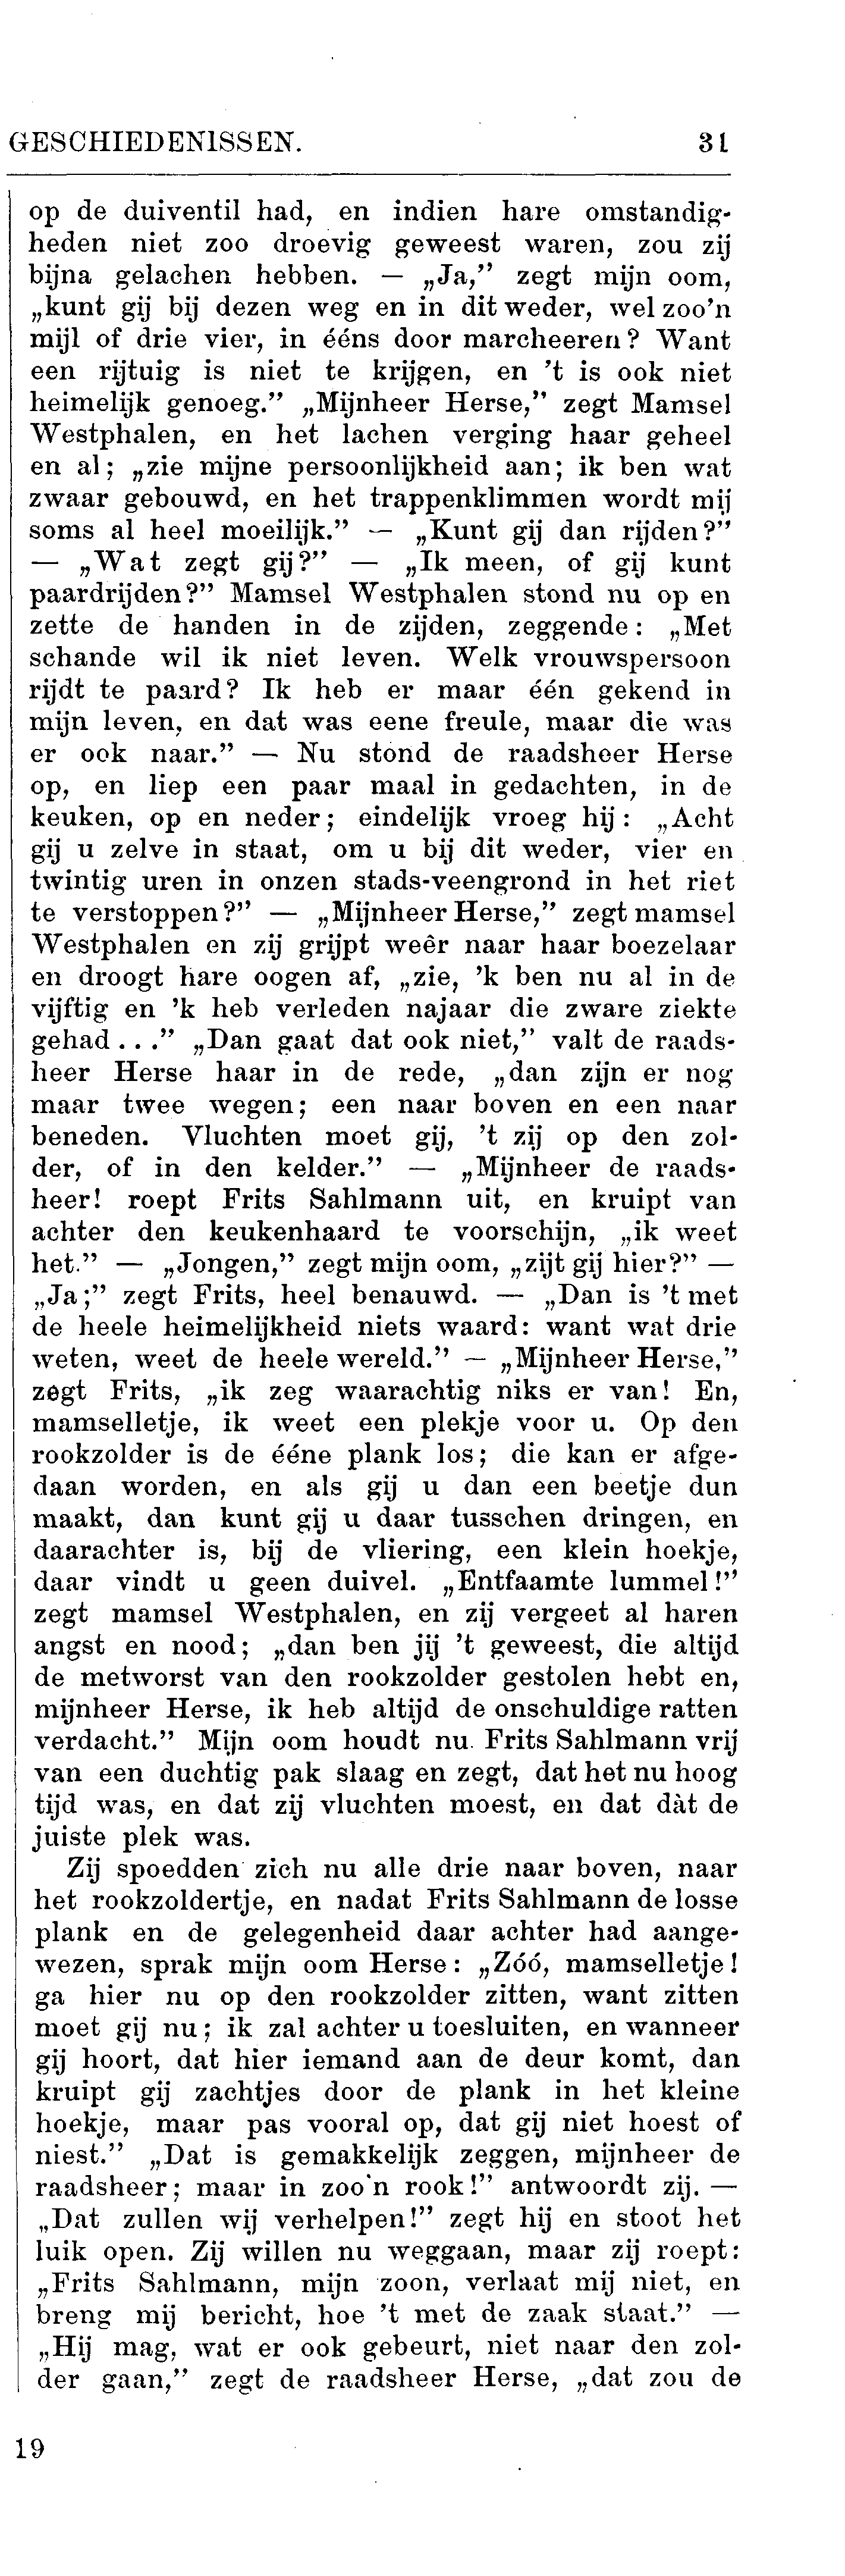 GESCHIEDENISSEN. 31
op de duiventil had, en indien hare omstandig-
heden niet zoo droevig geweest waren, zou zij
bijna gelachen hebben. — „Ja,” zegt mijn oom,
„kunt gij bij dezen weg en in dit weder, wel zoo'n
mijl of drie vier, in ééns door marcheeren? Want
een rijtuig is niet te krijgen, en 't is ook niet
heimelijk genoeg.” „Mijnheer Herse,” zegt Mamsel
Westphalen, en het lachen verging haar geheel
en al; „zie mijne persoonlijkheid aan; ik ben wat
zwaar gebouwd, en het trappenklimmen wordt mij
soms al heel moeilijk.” — „Kunt gij dan rijden?”
— „Wat zegt gij?” — „Ik meen, of gij kunt
paardrijden?” Mamsel Westphalen stond nu op en
zette de handen in de zijden, zeggende: „Met
schande wil ik niet leven. Welk vrouwspersoon
rijdt te paard? Ik heb er maar één gekend in
mijn leven, en dat was eene freule, maar die was
er ook naar.” — Nu stond de raadsheer Herse
op, en liep een paar maal in gedachten, in de
keuken, op en neder; eindelijk vroeg hij: „Acht
gij u zelve in staat, om u bij dit weder, vier en
twintig uren in onzen stads-veengrond in het riet
te verstoppen?” — „Mijnheer Herse,” zegt mamsel
Westphalen en zij grijpt weêr naar haar boezelaar
en droogt hare oogen af, „zie, 'k ben nu al in de
vijftig en 'k heb verleden najaar die zware ziekte
gehad...” „Dan gaat dat ook niet,” valt de raads-
heer Herse haar in de rede, „dan zijn er nog
maar twee wegen; een naar boven en een naar
beneden. Vluchten moet gij, 't zij op den zol-
der, of in den kelder.” — „Mijnheer de raads-
heer! roept Frits Sahlmann uit, en kruipt van
achter den keukenhaard te voorschijn, „ik weet
het.” — „Jongen,” zegt mijn oom, „zijt gij hier?” —
„Ja;” zegt Frits, heel benauwd. — „Dan is 't met
de heele heimelijkheid niets waard: want wat drie
weten, weet de heele wereld.” — „Mijnheer Herse,”
zegt Frits, „ik zeg waarachtig niks er van! En,
mamselletje, ik weet een plekje voor u. Op den
rookzolder is de ééne plank los; die kan er afge-
daan worden, en als gij u dan een beetje dun
maakt, dan kunt gij u daar tusschen dringen, en
daarachter is, bij de vliering, een klein hoekje,
daar vindt u geen duivel. „Entfaamte lummel!”
zegt mamsel Westphalen, en zij vergeet al haren
angst en nood; „dan ben jij 't geweest, die altijd
de metworst van den rookzolder gestolen hebt en,
mijnheer Herse, ik heb altijd de onschuldige ratten
verdacht.” Mijn oom houdt nu Frits Sahlmann vrij
van een duchtig pak slaag en zegt, dat het nu hoog
tijd was, en dat zij vluchten moest, en dat dàt de
juiste plek was.
Zij spoedden zich nu alle drie naar boven, naar
het rookzoldertje, en nadat Frits Sahlmann de losse
plank en de gelegenheid daar achter had aange-
wezen, sprak mijn oom Herse: „Zóó, mamselletje!
ga hier nu op den rookzolder zitten, want zitten
moet gij nu; ik zal achter u toesluiten, en wanneer
gij hoort, dat hier iemand aan de deur komt, dan
kruipt gij zachtjes door de plank in het kleine
hoekje, maar pas vooral op, dat gij niet hoest of
niest.” „Dat is gemakkelijk zeggen, mijnheer de
raadsheer; maar in zoo'n rook!” antwoordt zij. —
„Dat zullen wij verhelpen!” zegt hij en stoot het
luik open. Zij willen nu weggaan, maar zij roept:
„Frits Sahlmann, mijn zoon, verlaat mij niet, en
breng mij bericht, hoe 't met de zaak staat.” —
„Hij mag, wat er ook gebeurt, niet naar den zol-
der gaan,” zegt de raadsheer Herse, „dat zou de
19